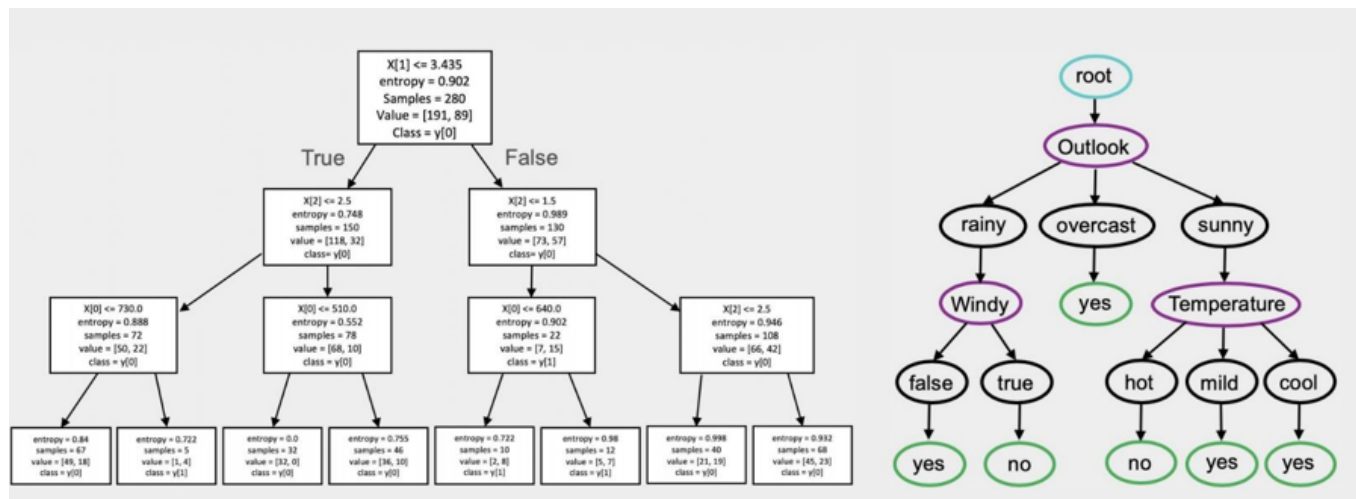 X[1] <= 3.435
entropy = 0.902
Samples = 280
Value = [191, 89]
Class = y[0]
True
False
X[2] <= 2.5
entropy = 0.748
samples = 150
value = [118, 32]
class= y[0]
X[2] <= 1.5
entropy = 0.989
samples = 130
value = [73, 57]
class= y[0]
X[0] <= 730.0
entropy = 0.888
samples = 72
value = [50, 22]
class = y[0]
X[0] <= 510.0
entropy = 0.552
samples = 78
value = [68, 10]
class = y[0]
X[0] <= 640.0
entropy = 0.902
samples = 22
value = [7, 15]
class = y[1]
X[2] <= 2.5
entropy = 0.946
samples = 108
value = [66, 42]
class = y[0]
entropy = 0.84
samples = 67
value = [49, 18]
class = y[0]
entropy = 0.722
samples = 5
value = [1, 4]
class = y[1]
entropy = 0.0
samples = 32
value = [32, 0]
class = y[0]
entropy = 0.755
samples = 46
value = [36, 10]
class = y[0]
entropy = 0.722
samples = 10
value = [2, 8]
class = y[1]
entropy = 0.98
samples = 12
value = [5, 7]
class = y[1]
entropy = 0.998
samples = 40
value = [21, 19]
class = y[0]
entropy = 0.932
samples = 68
value = [45, 23]
class = y[0]
root
Outlook
rainy
overcast
sunny
Windy
yes
Temperature
false
true
hot
mild
cool
yes
no
no
yes
yes